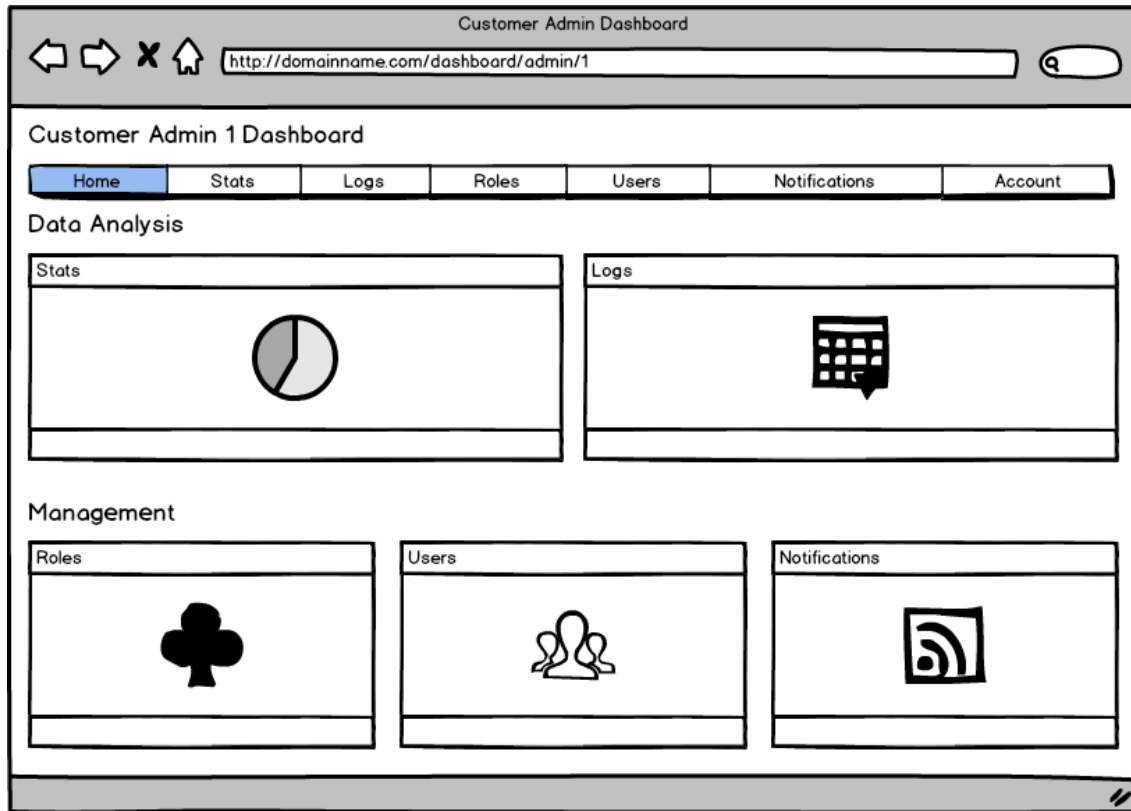 Customer Admin Dashboard
http://domainname.com/dashboard/admin/1
Customer Admin 1 Dashboard
Home Stats Logs Roles Users Notifications Account
Data Analysis
Stats Logs
Management
Roles Users Notifications